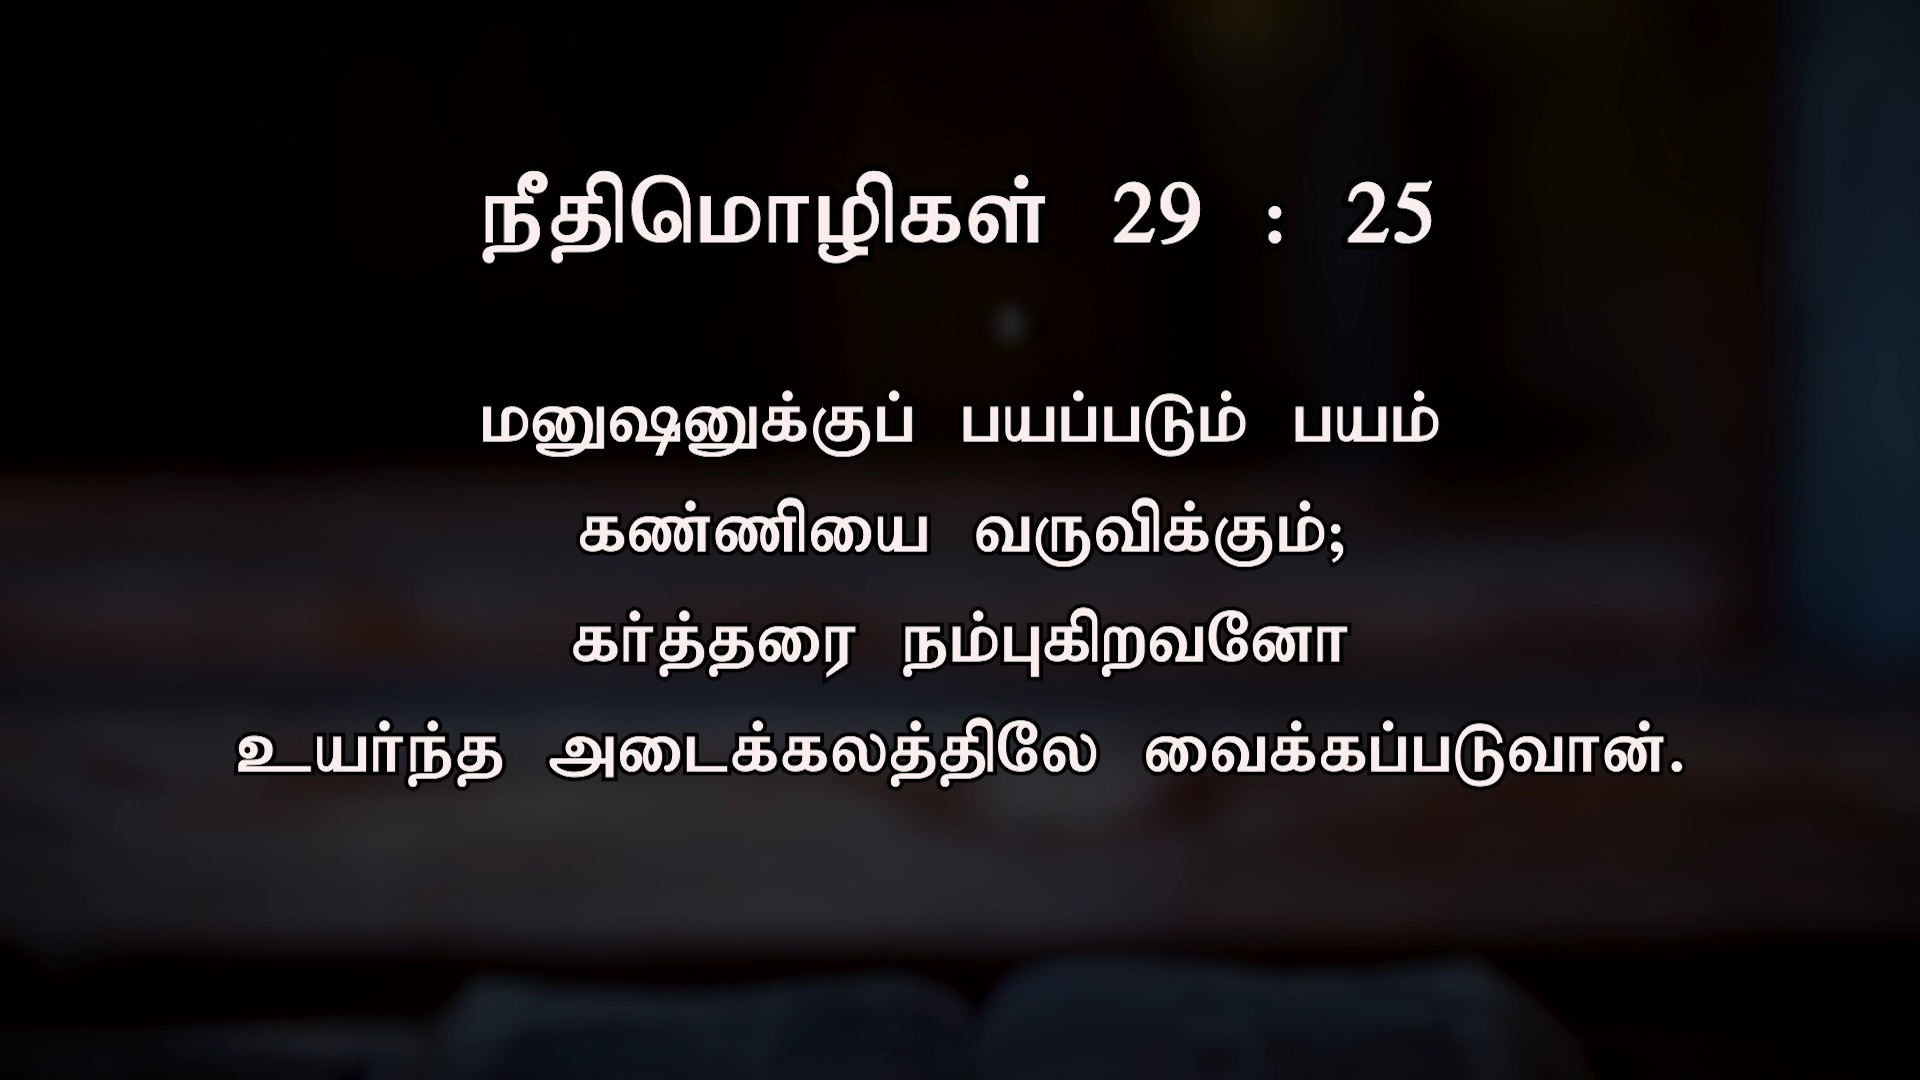 நீதிமொழிகள் 29 : 25
மனுஷனுக்குப் பயப்படும் பயம்
கண்ணியை வருவிக்கும்;
கர்த்தரை நம்புகிறவனோ
உயர்ந்த அடைக்கலத்திலே வைக்கப்படுவான்.